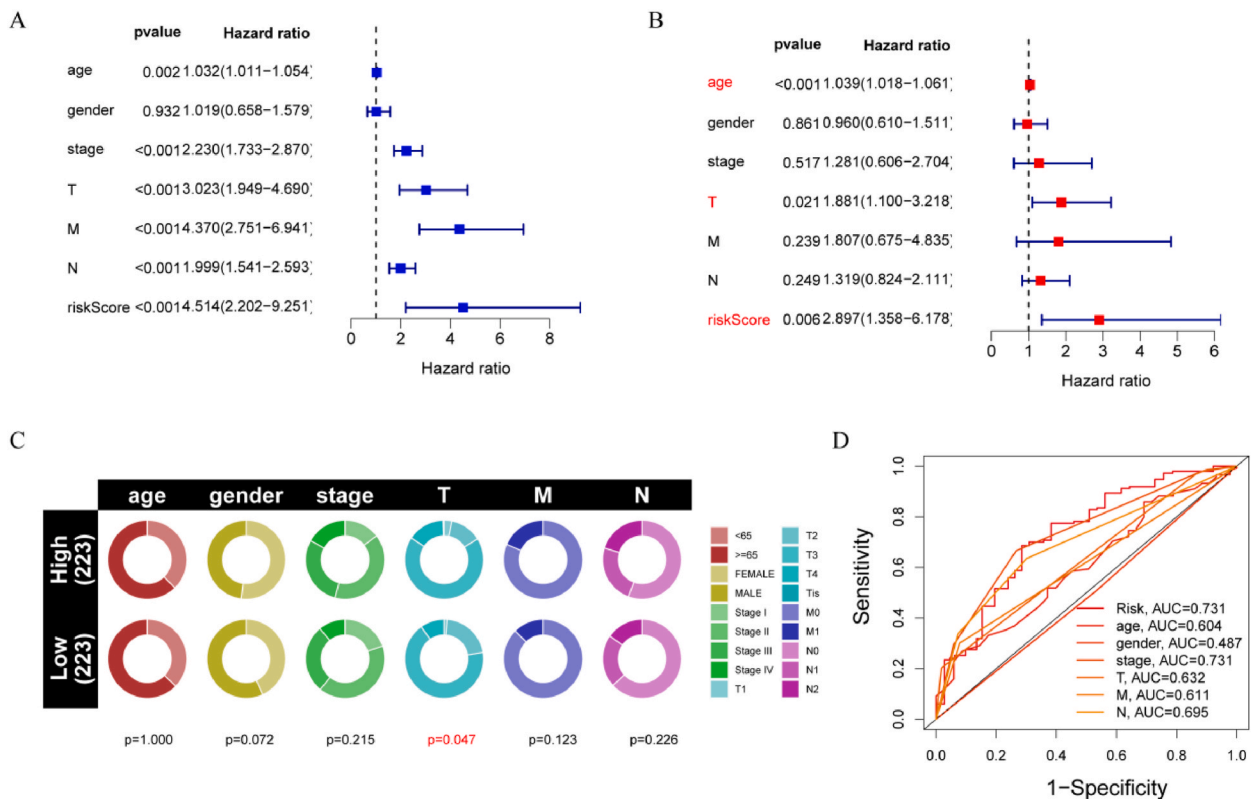 A
pvalue Hazard ratio
age 0.002 1.032(1.011−1.054)
gender 0.932 1.019(0.658−1.579)
stage <0.001 2.230(1.733−2.870)
T <0.001 3.023(1.949−4.690)
M <0.001 4.370(2.751−6.941)
N <0.001 1.999(1.541−2.593)
riskScore <0.001 4.514(2.202−9.251)
0 2 4 6 8
Hazard ratio
B
pvalue Hazard ratio
age <0.001 1.039(1.018−1.061)
gender 0.861 0.960(0.610−1.511)
stage 0.517 1.281(0.606−2.704)
T 0.021 1.881(1.100−3.218)
M 0.239 1.807(0.675−4.835)
N 0.249 1.319(0.824−2.111)
riskScore 0.006 2.897(1.358−6.178)
0 1 2 3 4 5 6
Hazard ratio
C
age gender stage T M N
High
(223)
Low
(223)
p=1.000 p=0.072 p=0.215 p=0.047 p=0.123 p=0.226
<65
>=65
FEMALE
MALE
Stage I
Stage II
Stage III
Stage IV
T1
T2
T3
T4
Tis
M0
M1
N0
N1
N2
D
Sensitivity
1.0
0.8
0.6
0.4
0.2
0.0
Risk, AUC=0.731
age, AUC=0.604
gender, AUC=0.487
stage, AUC=0.731
T, AUC=0.632
M, AUC=0.611
N, AUC=0.695
0.0 0.2 0.4 0.6 0.8 1.0
1−Specificity